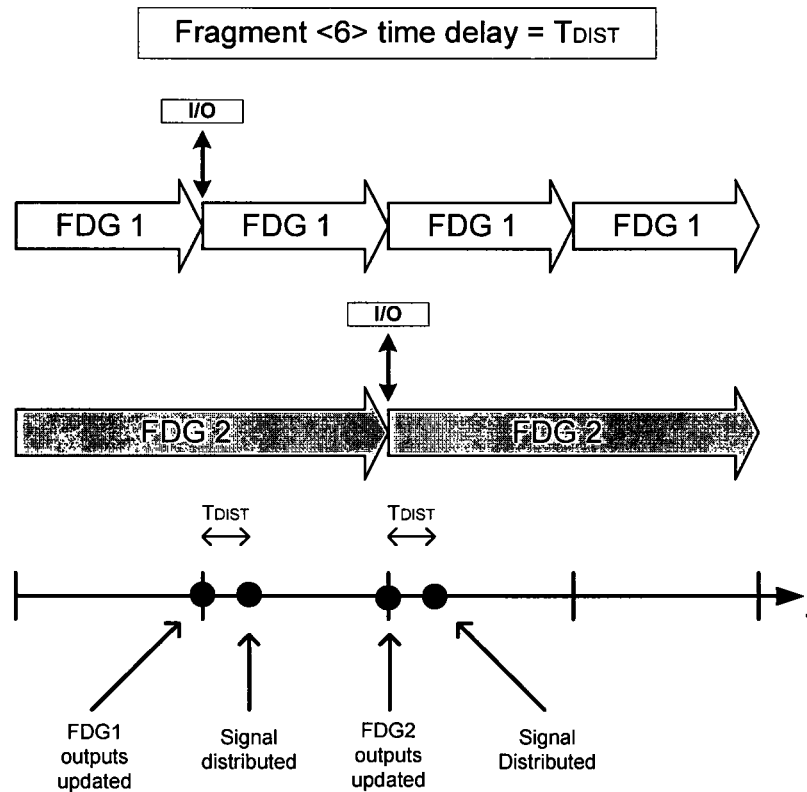 Fragment <6> time delay = TDIST
I/O
FDG 1 FDG 1 FDG 1 FDG 1
I/O
FDG 2 FDG 2
TDIST TDIST
FDG1
outputs
updated
Signal
distributed
FDG2
outputs
updated
Signal
Distributed